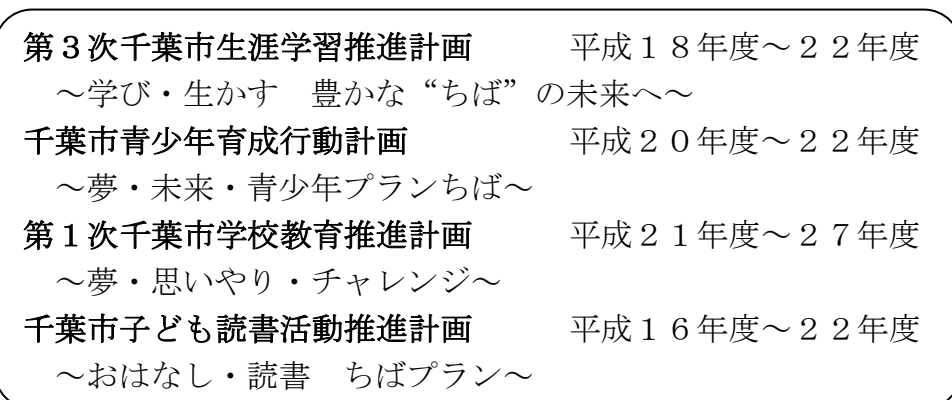 第３次千葉市生涯学習推進計画　　　平成１８年度～２２年度
～学び・生かす　豊かな“ちば”の未来へ～
千葉市青少年育成行動計画　　　　　平成２０年度～２２年度
～夢・未来・青少年プランちば～
第１次千葉市学校教育推進計画　　　平成２１年度～２７年度
～夢・思いやり・チャレンジ～
千葉市子ども読書活動推進計画　　　平成１６年度～２２年度
～おはなし・読書　ちばプラン～